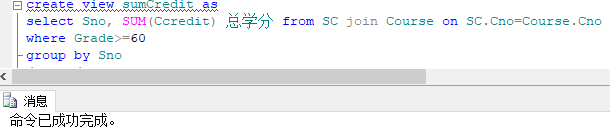 create view sumCredit as
select Sno, SUM(Ccredit) 总学分 from SC join Course on SC.Cno=Course.Cno
where Grade>=60
group by Sno
消息
命令已成功完成。